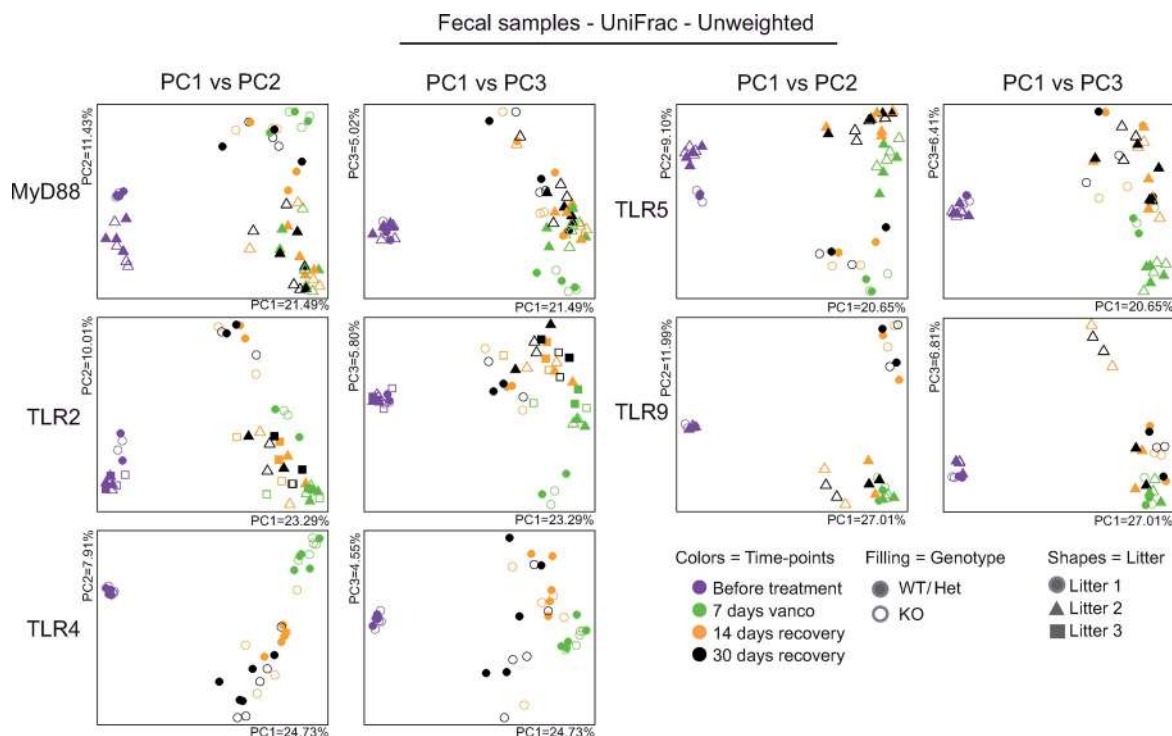 Fecal samples - UniFrac - Unweighted
PC1 vs PC2
PC1 vs PC3
PC1 vs PC2
PC1 vs PC3
MyD88
PC2=11.43%
PC1=21.49%
PC3=5.02%
PC1=21.49%
TLR5
PC2=9.10%
PC1=20.65%
PC3=6.41%
PC1=20.65%
TLR2
PC2=10.01%
PC1=23.29%
PC3=5.80%
PC1=23.29%
TLR9
PC2=11.99%
PC1=27.01%
PC3=6.81%
PC1=27.01%
TLR4
PC2=7.91%
PC1=24.73%
PC3=4.55%
PC1=24.73%
Colors = Time-points
Before treatment
7 days vanco
14 days recovery
30 days recovery
Filling = Genotype
WT/Het
KO
Shapes = Litter
Litter 1
Litter 2
Litter 3